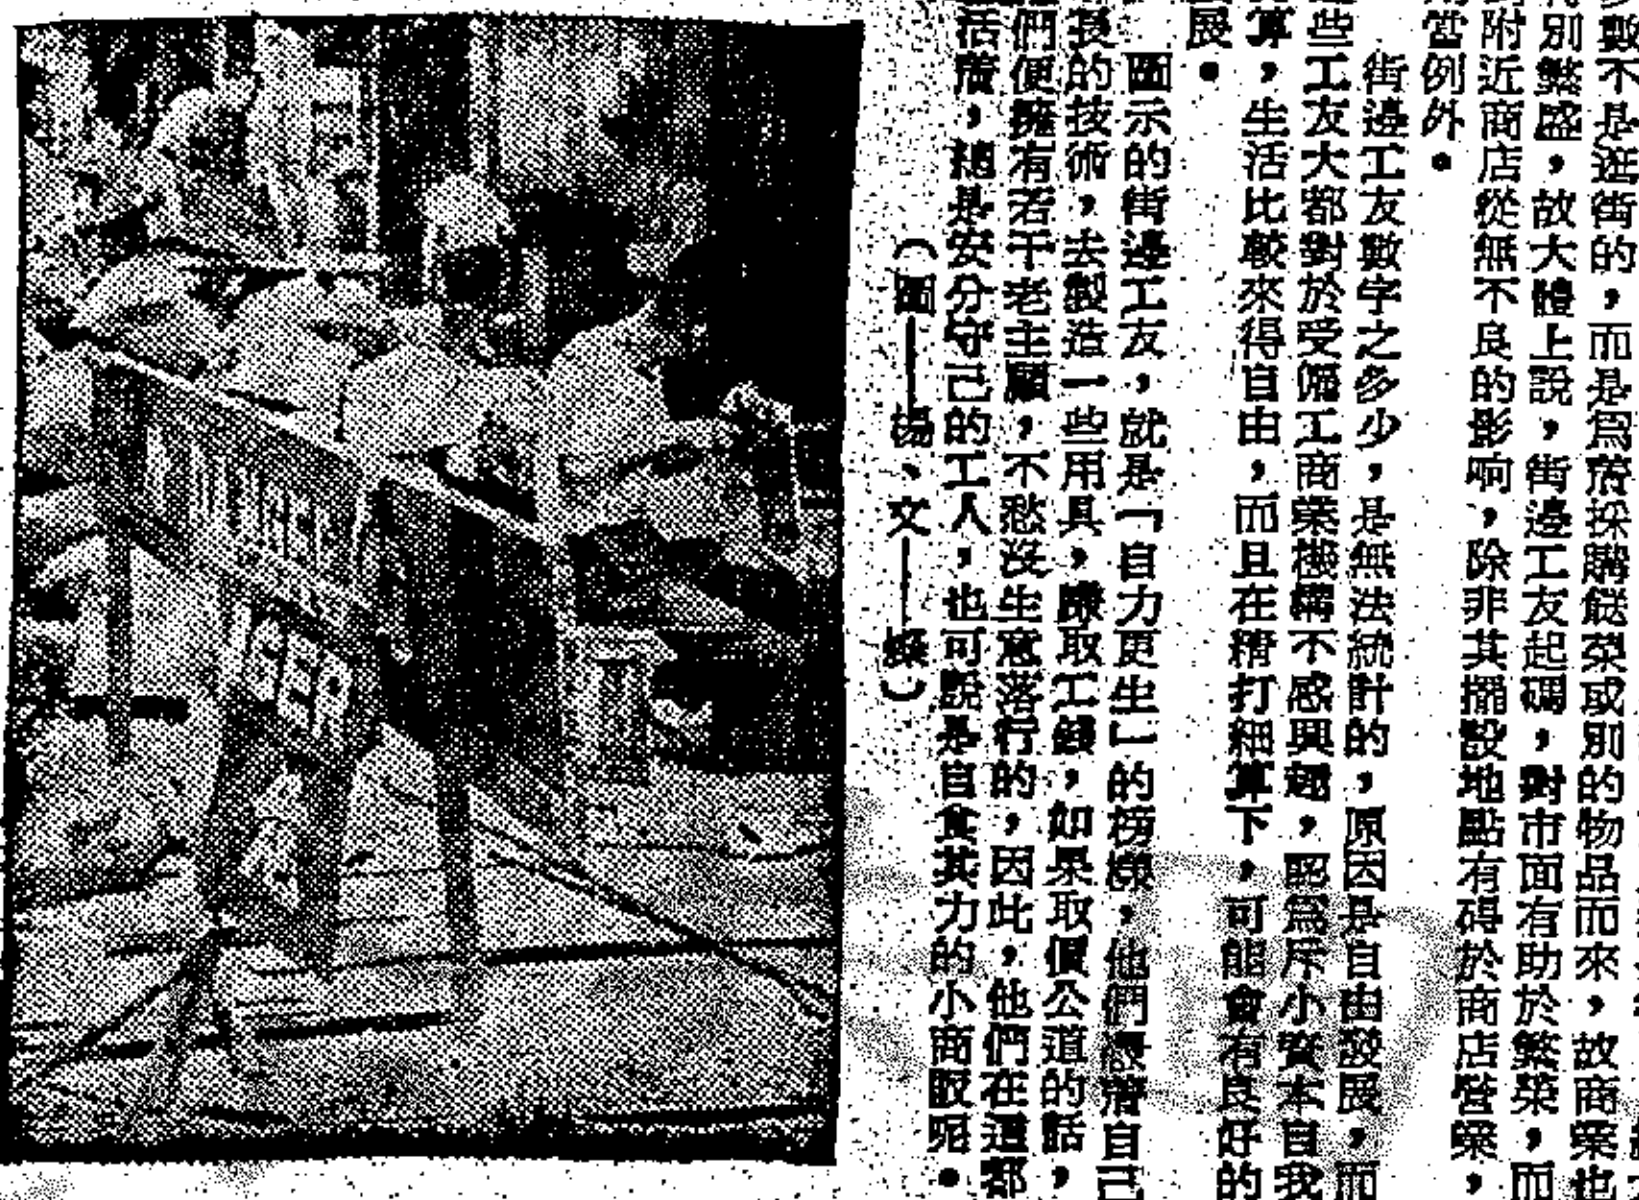 多數不是逛街的，而是爲着採購餸菜或別的物品而來，故商業也
特別繁盛，故大體上說，街邊工友起碼，對市面有助於繁榮，而
附近商店從無不良的影响，除非其擺設地點有碍於商店營業，
當例外。
街邊工友數字之多少，是無法統計的，原因是自由發展，而
些工友大都對於受僱工商業機構不感興趣，認爲斥小資本自我
算，生活比較來得自由，而且在精打細算下，可能會有良好的
展。
圖示的街邊工友，就是「自力更生」的榜樣，他們憑着自己
的技術，去製造一些用具，賺取工錢，如果取價公道的話，
們便擁有若干老主顧，不愁沒生意落行的，因此，他們在這都
活着，總是安分守己的工人，也可說是自食其力的小商販呢。
（圖——楊、文——燦）
TEX
GER